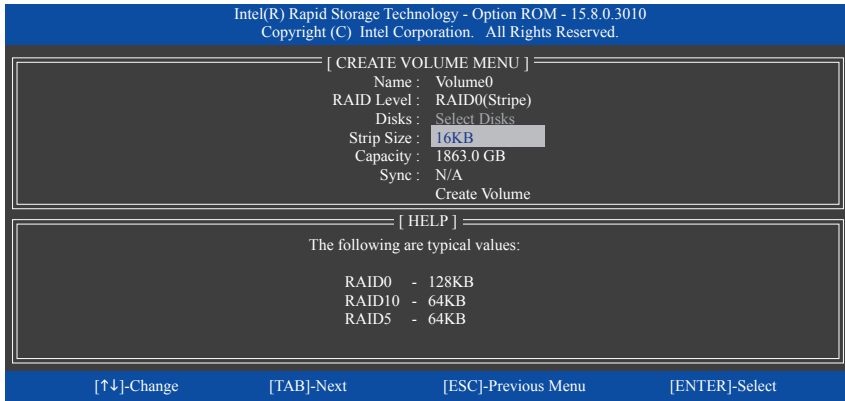 Intel(R) Rapid Storage Technology - Option ROM - 15.8.0.3010
Copyright (C) Intel Corporation. All Rights Reserved.
[ CREATE VOLUME MENU ]
Name : Volume0
RAID Level : RAID0(Stripe)
Disks : Select Disks
Strip Size : 16KB
Capacity : 1863.0 GB
Sync : N/A
Create Volume
[ HELP ]
The following are typical values:
RAID0 - 128KB
RAID10 - 64KB
RAID5 - 64KB
[↑↓]-Change [TAB]-Next [ESC]-Previous Menu [ENTER]-Select